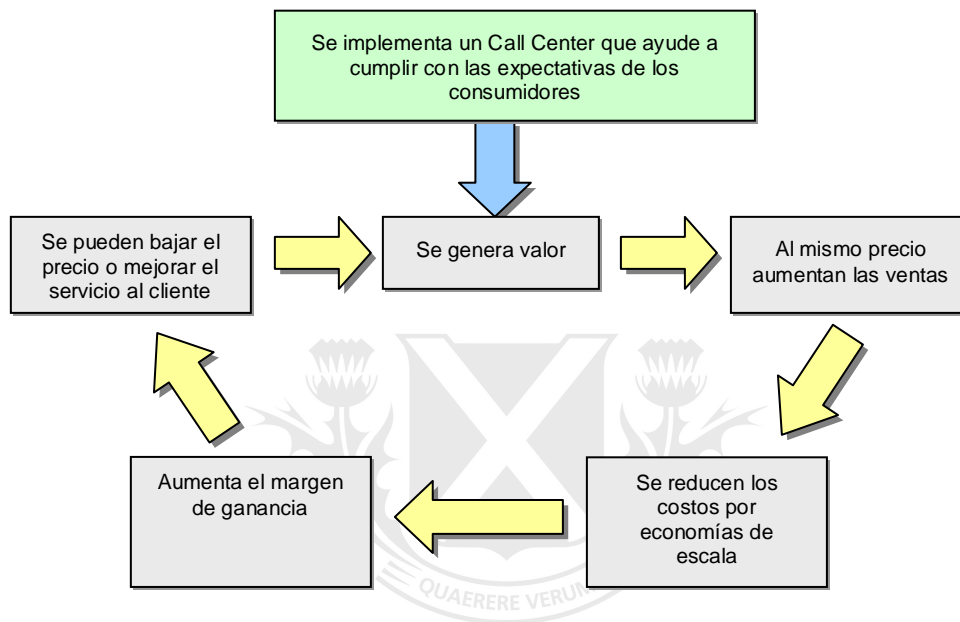 Se implementa un Call Center que ayude a
cumplir con las expectativas de los
consumidores
Se pueden bajar el
precio o mejorar el
servicio al cliente
Se genera valor
Al mismo precio
aumentan las ventas
Aumenta el margen
de ganancia
Se reducen los
costos por
economías de
escala
QUAERERE